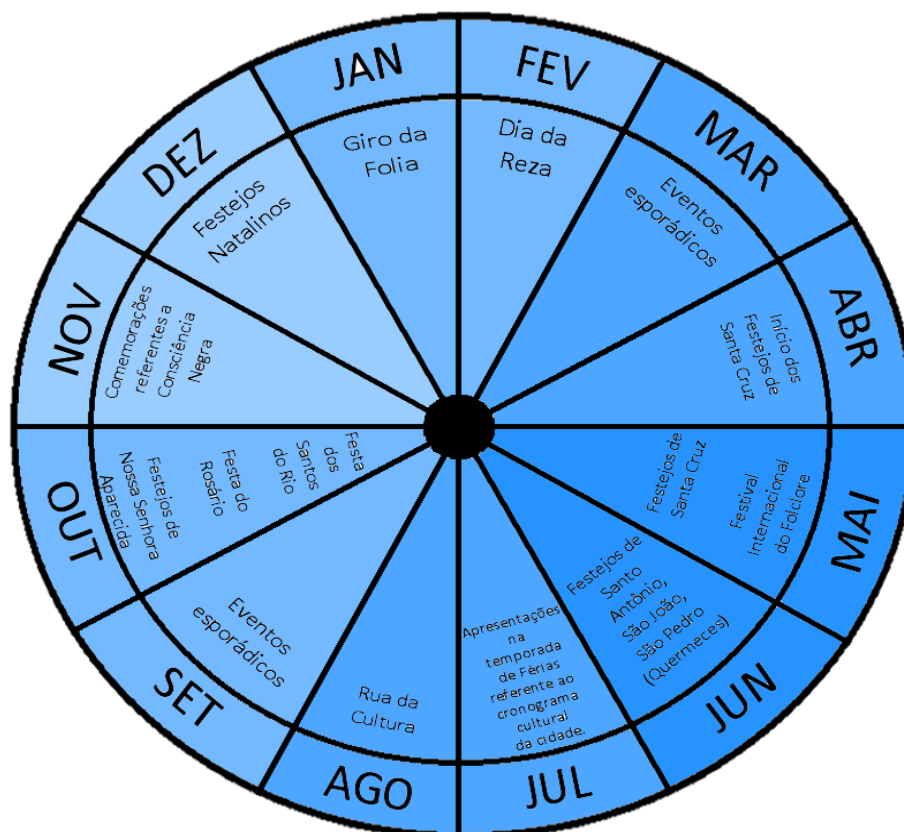 JAN
Giro da
Folia
FEV
Dia da
Reza
MAR
Eventos
esporádicos
ABR
Início dos
Festejos de
Santa Cruz
MAI
Festejos de
Santa Cruz
Festival
Internacional
do Folclore
JUN
Festejos de
Santo
Antônio,
São João,
São Pedro
(Quermeces)
JUL
Apresentações
na
temporada
de Férias
referente ao
cronograma
cultural
da cidade.
AGO
Rua da
Cultura
SET
Eventos
esporádicos
OUT
Festa
dos
Santos
do Rio
Festa do
Rosário
Festejos de
Nossa Senhora
Aparecida
NOV
Comemorações
referentes a
Consciência
Negra
DEZ
Festejos
Natalinos